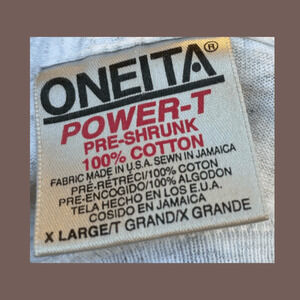 ONEITA®
POWER-T
PRE-SHRUNK
100% COTTON
FABRIC MADE IN U.S.A. SEWN IN JAMAICA
PRÉ-RÉTRÉCI/100% COTON
PRE-ENCOGIDO/100% ALGODON
TELA HECHO EN LOS E.U.A.
COSIDO EN JAMAICA
X LARGE/T GRAND/X GRANDE